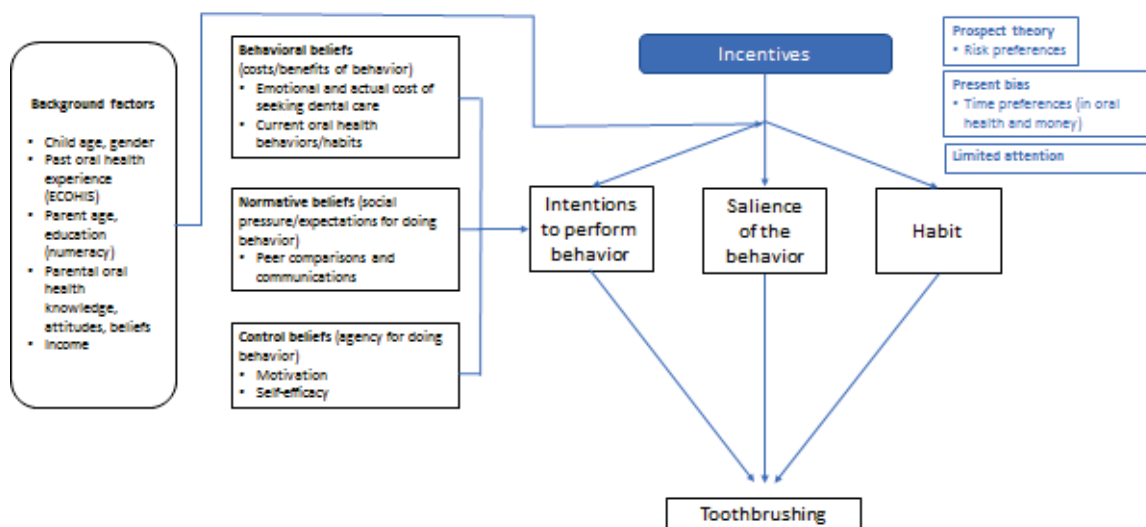 Background factors
• Child age, gender
• Past oral health
experience
(ECOHIS)
• Parent age,
education
(numeracy)
• Parental oral
health
knowledge,
attitudes, beliefs
• Income
Behavioral beliefs
(costs/benefits of behavior)
• Emotional and actual cost of
seeking dental care
• Current oral health
behaviors/habits
Normative beliefs (social
pressure/expectations for doing
behavior)
• Peer comparisons and
communications
Control beliefs (agency for doing
behavior)
• Motivation
• Self-efficacy
Incentives
Prospect theory
• Risk preferences
Present bias
• Time preferences (in oral
health and money)
Limited attention
Intentions
to perform
behavior
Salience
of the
behavior
Habit
Toothbrushing